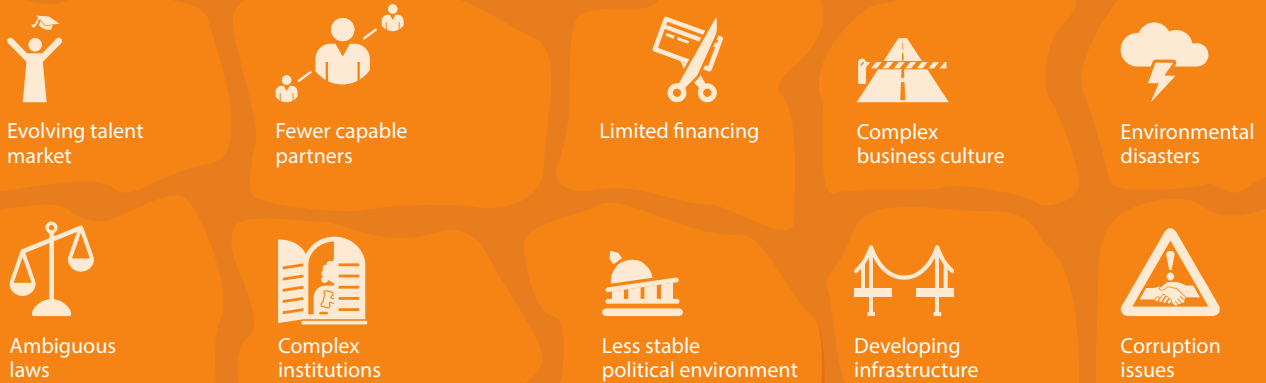 Evolving talent
market
Fewer capable
partners
Limited financing
Complex
business culture
Environmental
disasters
Ambiguous
laws
Complex
institutions
Less stable
political environment
Developing
infrastructure
Corruption
issues